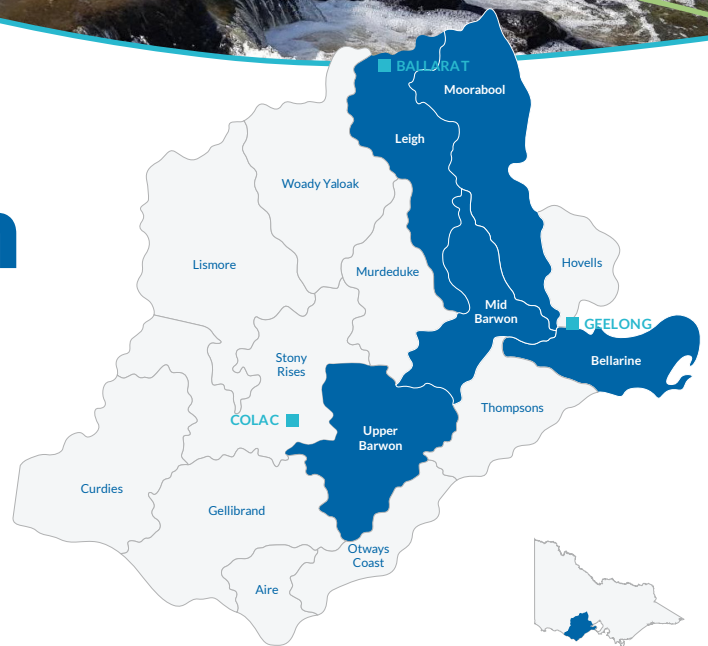 BALLARAT
Moorabool
Leigh
Woady Yaloak
Lismore
Murdeduke
Hovells
Mid
Barwon
GEELONG
Bellarine
Stony
Rises
Thompsons
COLAC
Upper
Barwon
Curdies
Gellibrand
Otways
Coast
Aire